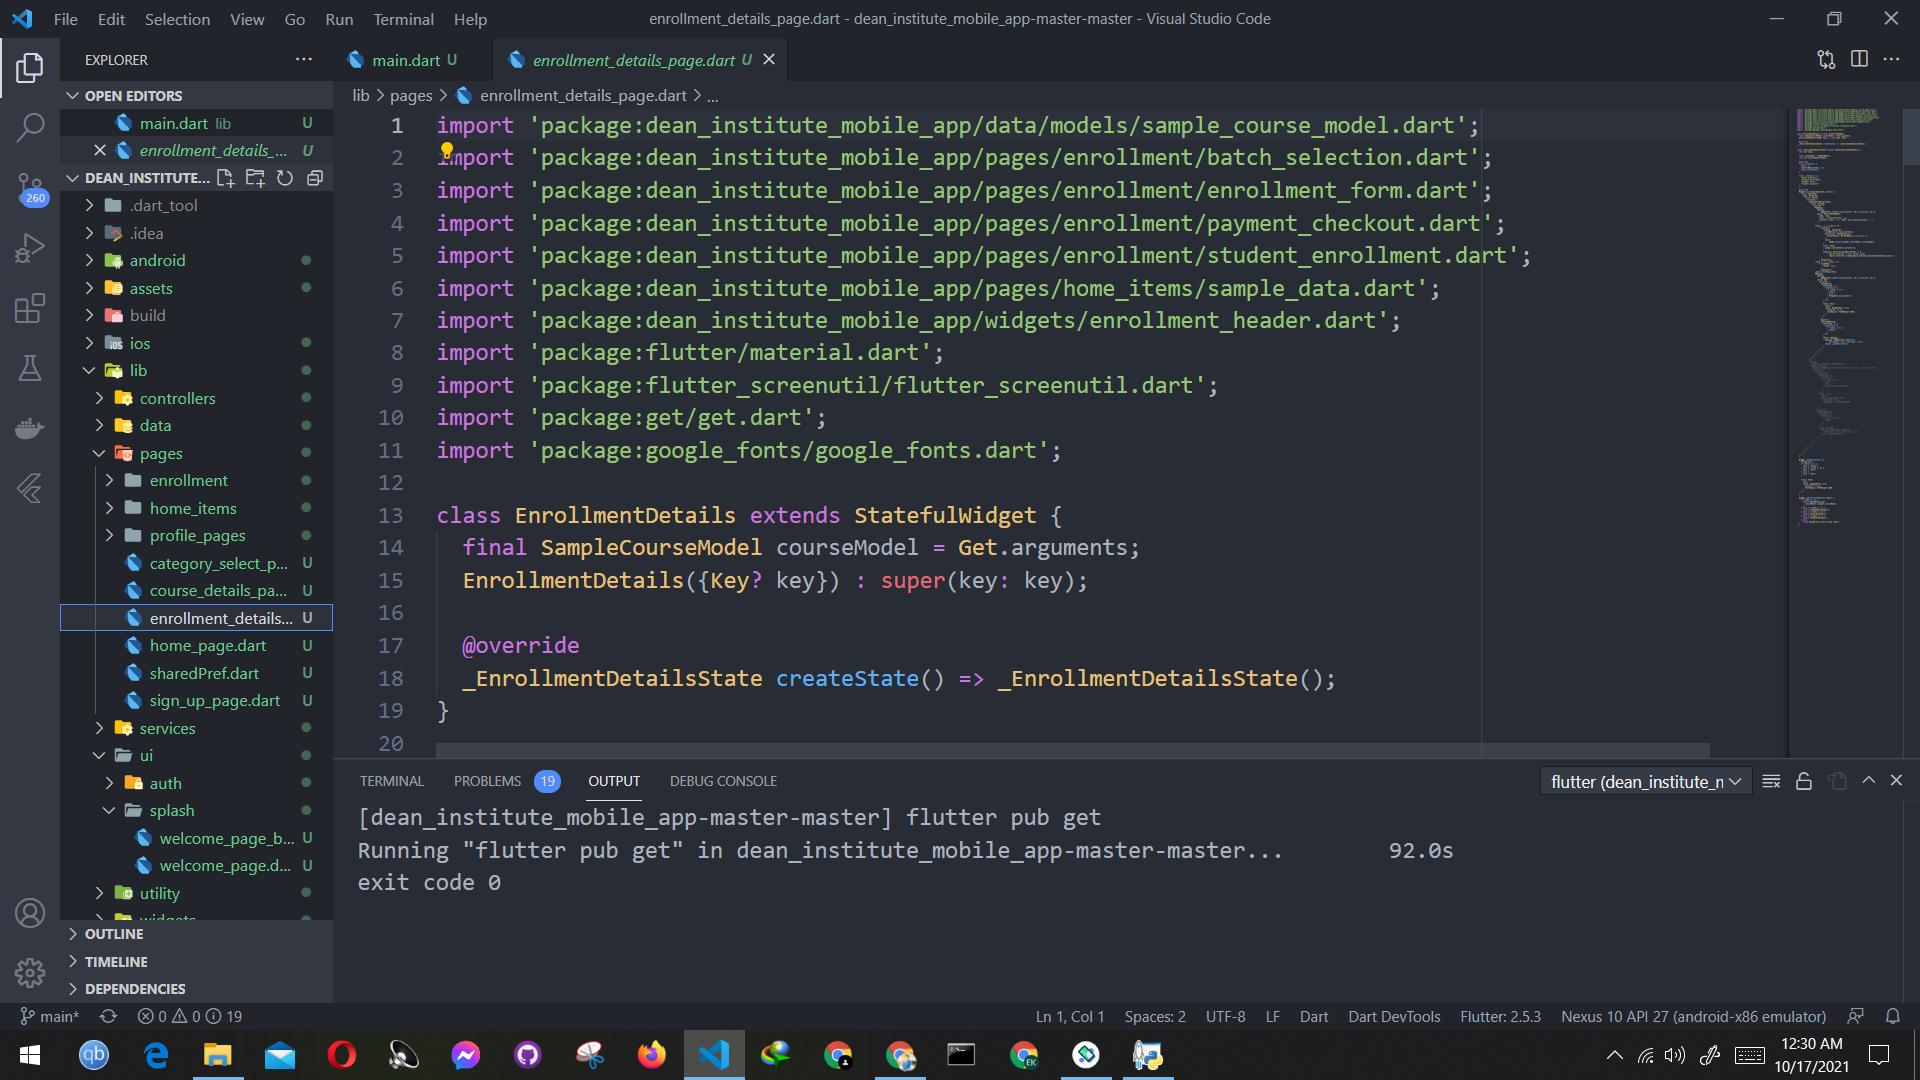 File Edit Selection View Go Run Terminal Help
enrollment_details_page.dart - dean_institute_mobile_app-master-master - Visual Studio Code
EXPLORER
OPEN EDITORS
main.dart lib U
enrollment_details_... U
DEAN_INSTITUTE...
.dart_tool
.idea
android
assets
build
ios
lib
controllers
data
pages
enrollment
home_items
profile_pages
category_select_p... U
course_details_pa... U
enrollment_details... U
home_page.dart U
sharedPref.dart U
sign_up_page.dart U
services
ui
auth
splash
welcome_page_b... U
welcome_page.d... U
utility
widgets
OUTLINE
TIMELINE
DEPENDENCIES
260
main.dart U
enrollment_details_page.dart U
lib > pages > enrollment_details_page.dart > ...
1 import 'package:dean_institute_mobile_app/data/models/sample_course_model.dart';
2 import 'package:dean_institute_mobile_app/pages/enrollment/batch_selection.dart';
3 import 'package:dean_institute_mobile_app/pages/enrollment/enrollment_form.dart';
4 import 'package:dean_institute_mobile_app/pages/enrollment/payment_checkout.dart';
5 import 'package:dean_institute_mobile_app/pages/enrollment/student_enrollment.dart';
6 import 'package:dean_institute_mobile_app/pages/home_items/sample_data.dart';
7 import 'package:dean_institute_mobile_app/widgets/enrollment_header.dart';
8 import 'package:flutter/material.dart';
9 import 'package:flutter_screenutil/flutter_screenutil.dart';
10 import 'package:get/get.dart';
11 import 'package:google_fonts/google_fonts.dart';
12
13 class EnrollmentDetails extends StatefulWidget {
14 final SampleCourseModel courseModel = Get.arguments;
15 EnrollmentDetails({Key? key}) : super(key: key);
16
17 @override
18 _EnrollmentDetailsState createState() => _EnrollmentDetailsState();
19 }
20
TERMINAL PROBLEMS 19 OUTPUT DEBUG CONSOLE
flutter (dean_institute_n
[dean_institute_mobile_app-master-master] flutter pub get
Running "flutter pub get" in dean_institute_mobile_app-master-master... 92.0s
exit code 0
main* 0 0 19
Ln 1, Col 1 Spaces: 2 UTF-8 LF Dart Dart DevTools Flutter: 2.5.3 Nexus 10 API 27 (android-x86 emulator)
qb
EK
12:30 AM
10/17/2021